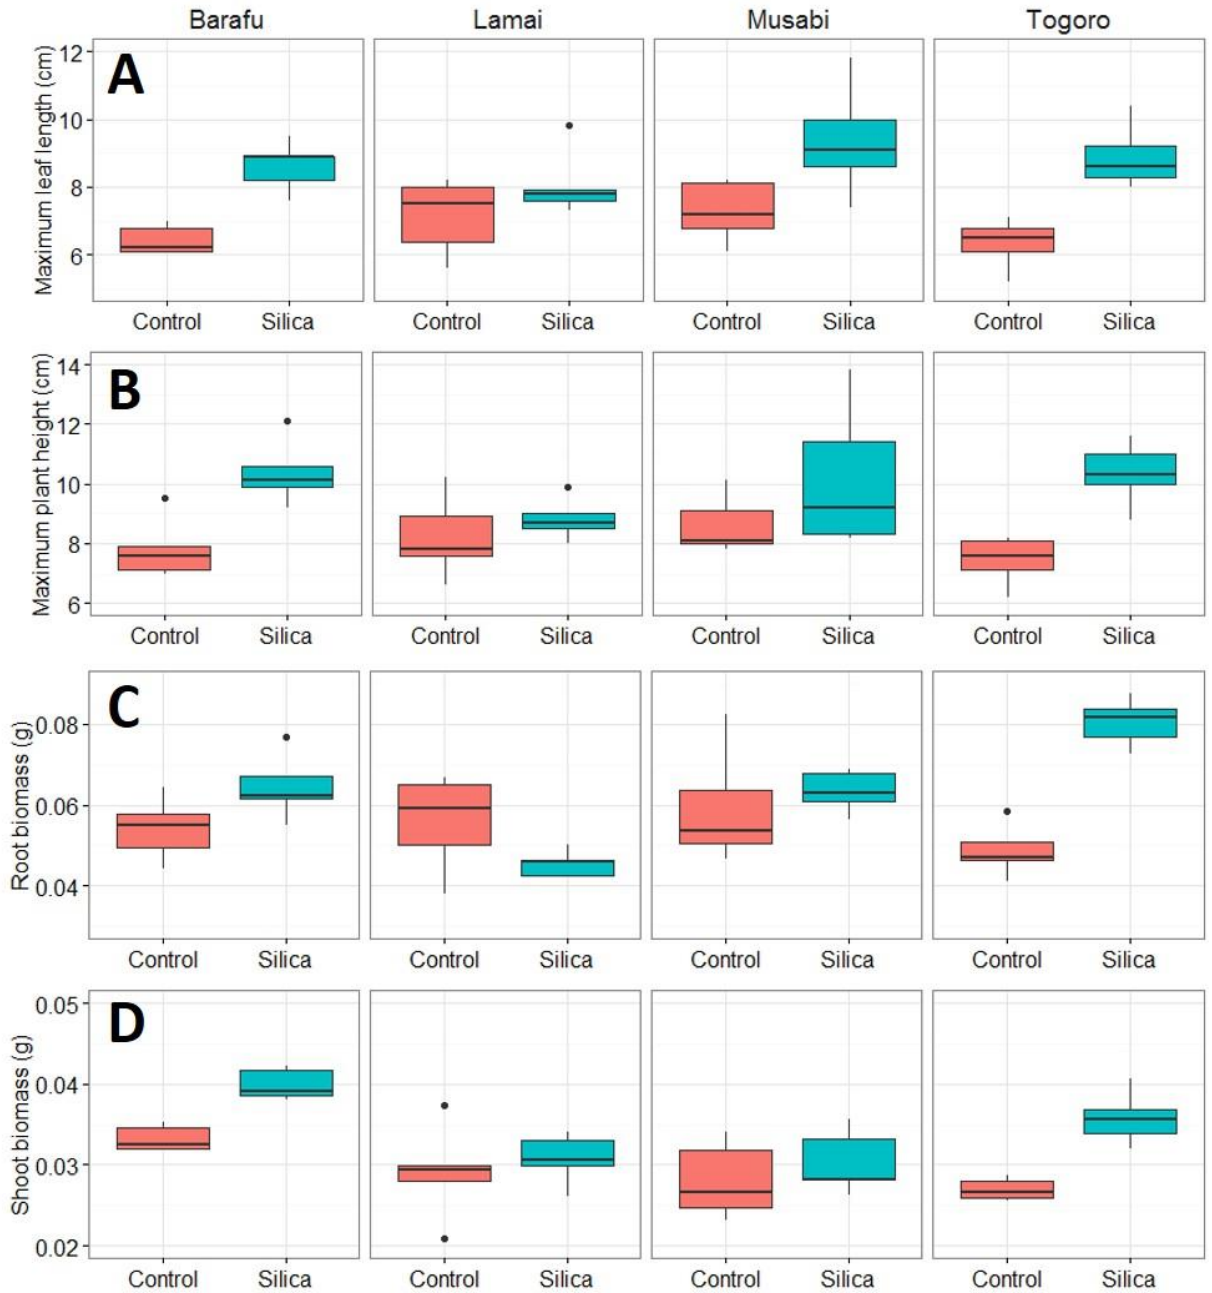 Barafu Lamai Musabi Togoro
A
Maximum leaf length (cm)
12
10
8
6
Control Silica Control Silica Control Silica Control Silica
B
Maximum plant height (cm)
14
12
10
8
6
Control Silica Control Silica Control Silica Control Silica
C
Root biomass (g)
0.08
0.06
0.04
Control Silica Control Silica Control Silica Control Silica
D
Shoot biomass (g)
0.05
0.04
0.03
0.02
Control Silica Control Silica Control Silica Control Silica